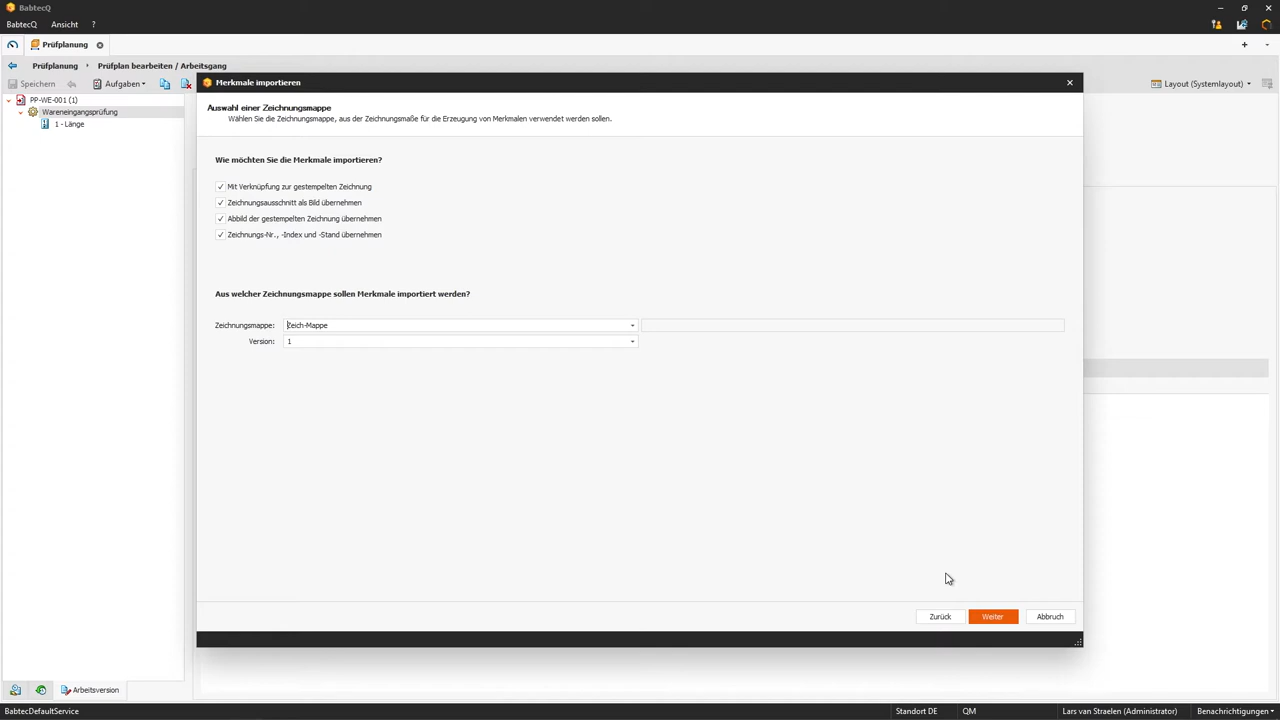 BabtecQ
BabtecQ Ansicht ?
Prüfplanung
Prüfplanung Prüfplan bearbeiten / Arbeitsgang
Speichern Aufgaben Layout (Systemlayout)
PP-WE-001 (1)
Wareneingangsprüfung
1 - Länge
Merkmale importieren
Auswahl einer Zeichnungsmappe
Wählen Sie die Zeichnungsmappe, aus der Zeichnungsmaße für die Erzeugung von Merkmalen verwendet werden sollen.
Wie möchten Sie die Merkmale importieren?
Mit Verknüpfung zur gestempelten Zeichnung
Zeichnungsausschnitt als Bild übernehmen
Abbild der gestempelten Zeichnung übernehmen
Zeichnungs-Nr., -Index und -Stand übernehmen
Aus welcher Zeichnungsmappe sollen Merkmale importiert werden?
Zeichnungsmappe: Zeich-Mappe
Version: 1
Zurück Weiter Abbruch
Arbeitsversion
BabtecDefaultService Standort DE QM Lars van Straelen (Administrator) Benachrichtigungen